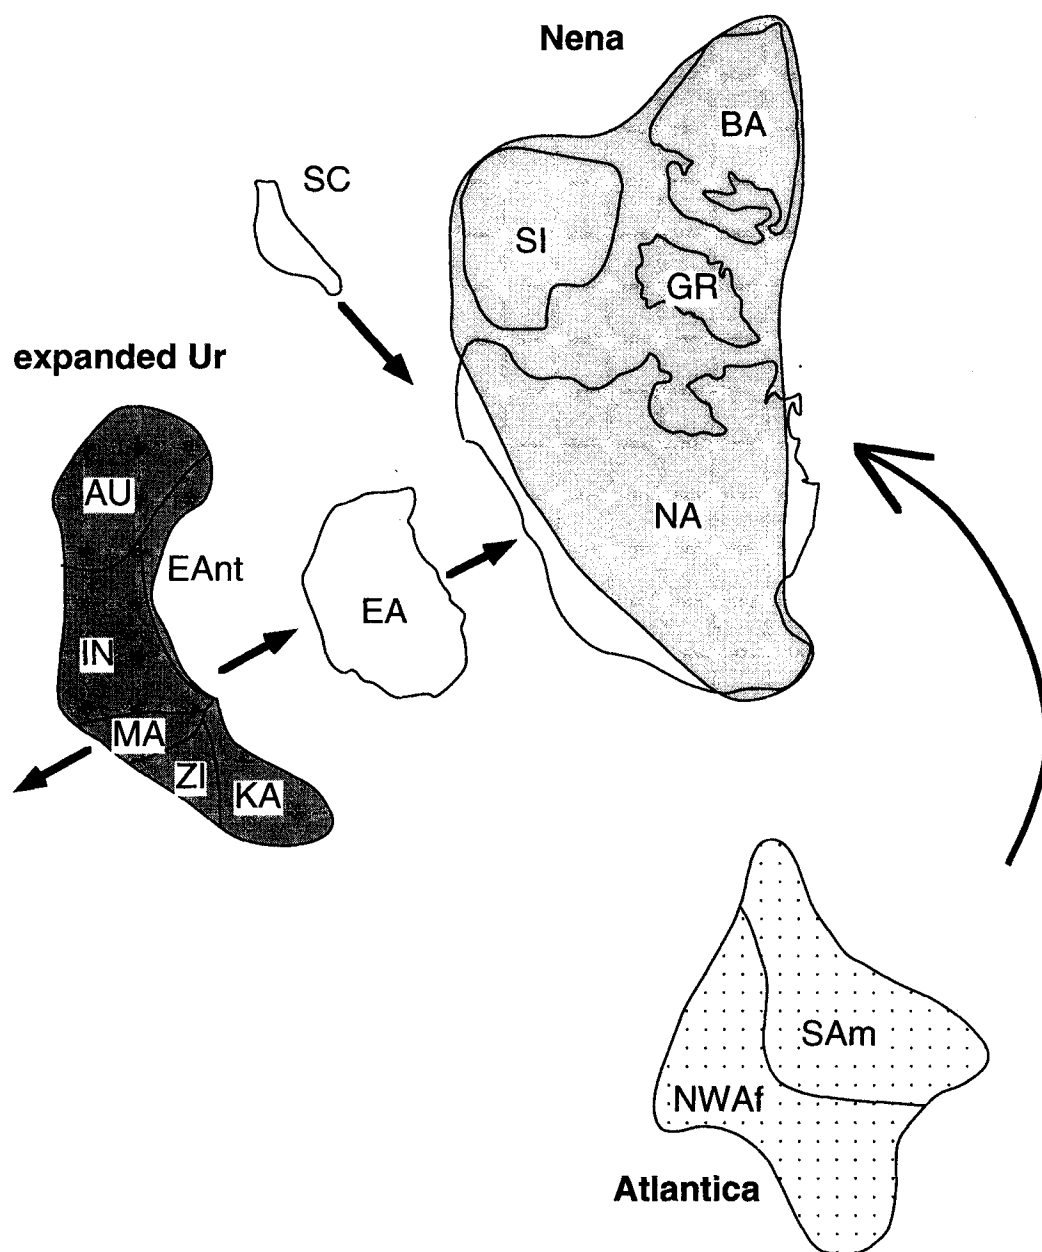 Nena
BA
SC
SI
GR
expanded Ur
AU
NA
EAnt
EA
IN
MA
ZI
KA
SAm
NWAf
Atlantica